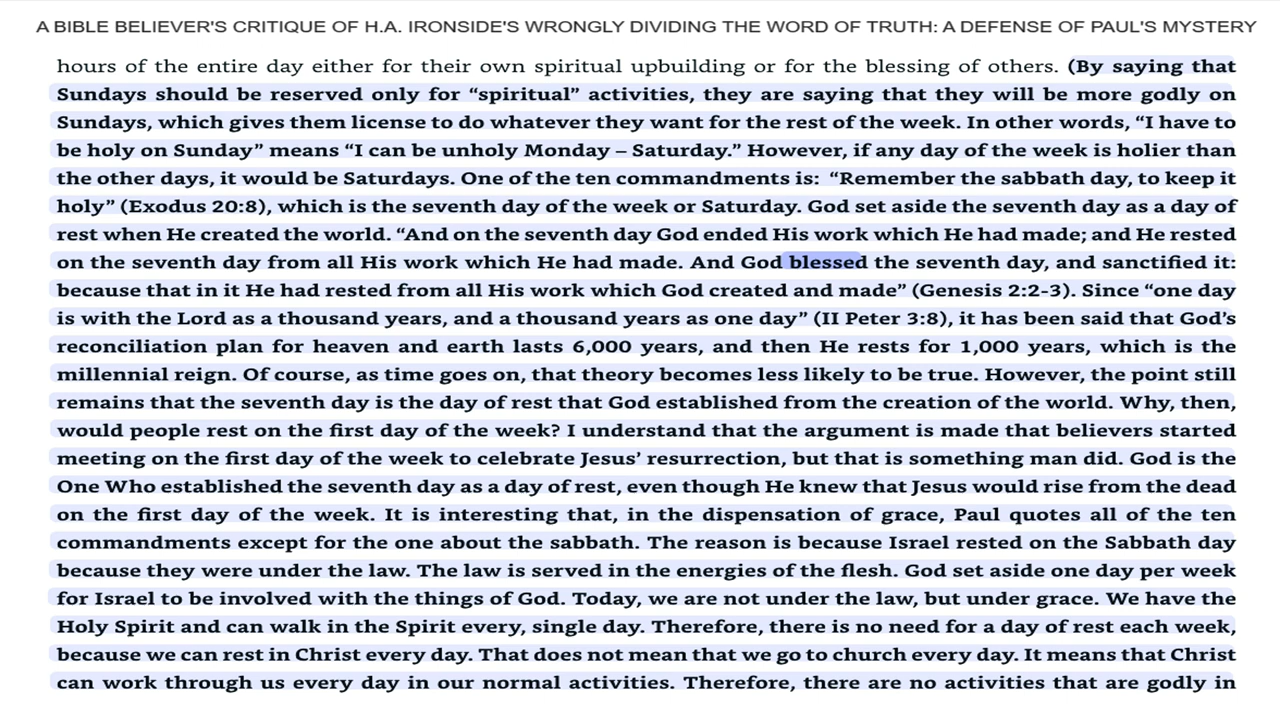 A BIBLE BELIEVER'S CRITIQUE OF H.A. IRONSIDE'S WRONGLY DIVIDING THE WORD OF TRUTH: A DEFENSE OF PAUL'S MYSTERY
hours of the entire day either for their own spiritual upbuilding or for the blessing of others. (By saying that
Sundays should be reserved only for “spiritual” activities, they are saying that they will be more godly on
Sundays, which gives them license to do whatever they want for the rest of the week. In other words, “I have to
be holy on Sunday” means “I can be unholy Monday – Saturday.” However, if any day of the week is holier than
the other days, it would be Saturdays. One of the ten commandments is: “Remember the sabbath day, to keep it
holy” (Exodus 20:8), which is the seventh day of the week or Saturday. God set aside the seventh day as a day of
rest when He created the world. “And on the seventh day God ended His work which He had made; and He rested
on the seventh day from all His work which He had made. And God blessed the seventh day, and sanctified it:
because that in it He had rested from all His work which God created and made” (Genesis 2:2-3). Since “one day
is with the Lord as a thousand years, and a thousand years as one day” (II Peter 3:8), it has been said that God’s
reconciliation plan for heaven and earth lasts 6,000 years, and then He rests for 1,000 years, which is the
millennial reign. Of course, as time goes on, that theory becomes less likely to be true. However, the point still
remains that the seventh day is the day of rest that God established from the creation of the world. Why, then,
would people rest on the first day of the week? I understand that the argument is made that believers started
meeting on the first day of the week to celebrate Jesus’ resurrection, but that is something man did. God is the
One Who established the seventh day as a day of rest, even though He knew that Jesus would rise from the dead
on the first day of the week. It is interesting that, in the dispensation of grace, Paul quotes all of the ten
commandments except for the one about the sabbath. The reason is because Israel rested on the Sabbath day
because they were under the law. The law is served in the energies of the flesh. God set aside one day per week
for Israel to be involved with the things of God. Today, we are not under the law, but under grace. We have the
Holy Spirit and can walk in the Spirit every, single day. Therefore, there is no need for a day of rest each week,
because we can rest in Christ every day. That does not mean that we go to church every day. It means that Christ
can work through us every day in our normal activities. Therefore, there are no activities that are godly in